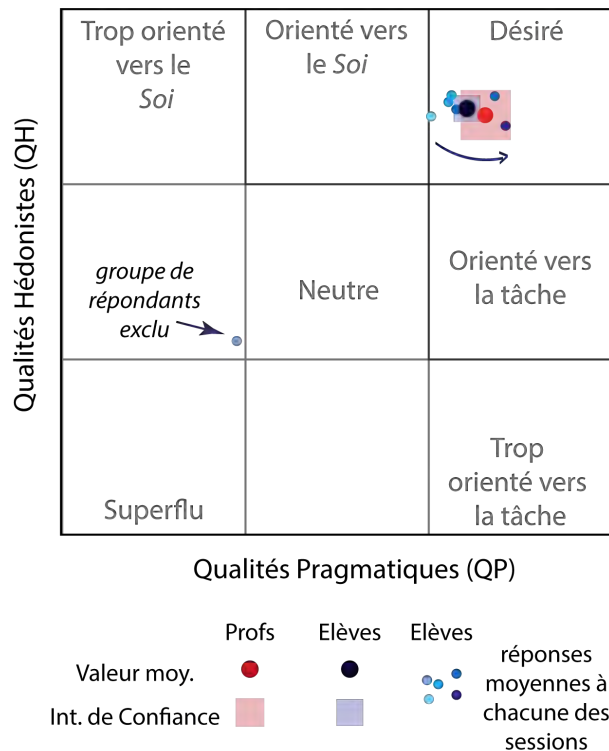 Trop orienté
vers le
Soi
Orienté vers
le Soi
Désiré
Qualités Hédonistes (QH)
groupe de
répondants
exclu
Neutre
Orienté vers
la tâche
Superflu
Trop
orienté vers
la tâche
Qualités Pragmatiques (QP)
Profs
Elèves
Elèves
Valeur moy.
Int. de Confiance
réponses
moyennes à
chacune des
sessions